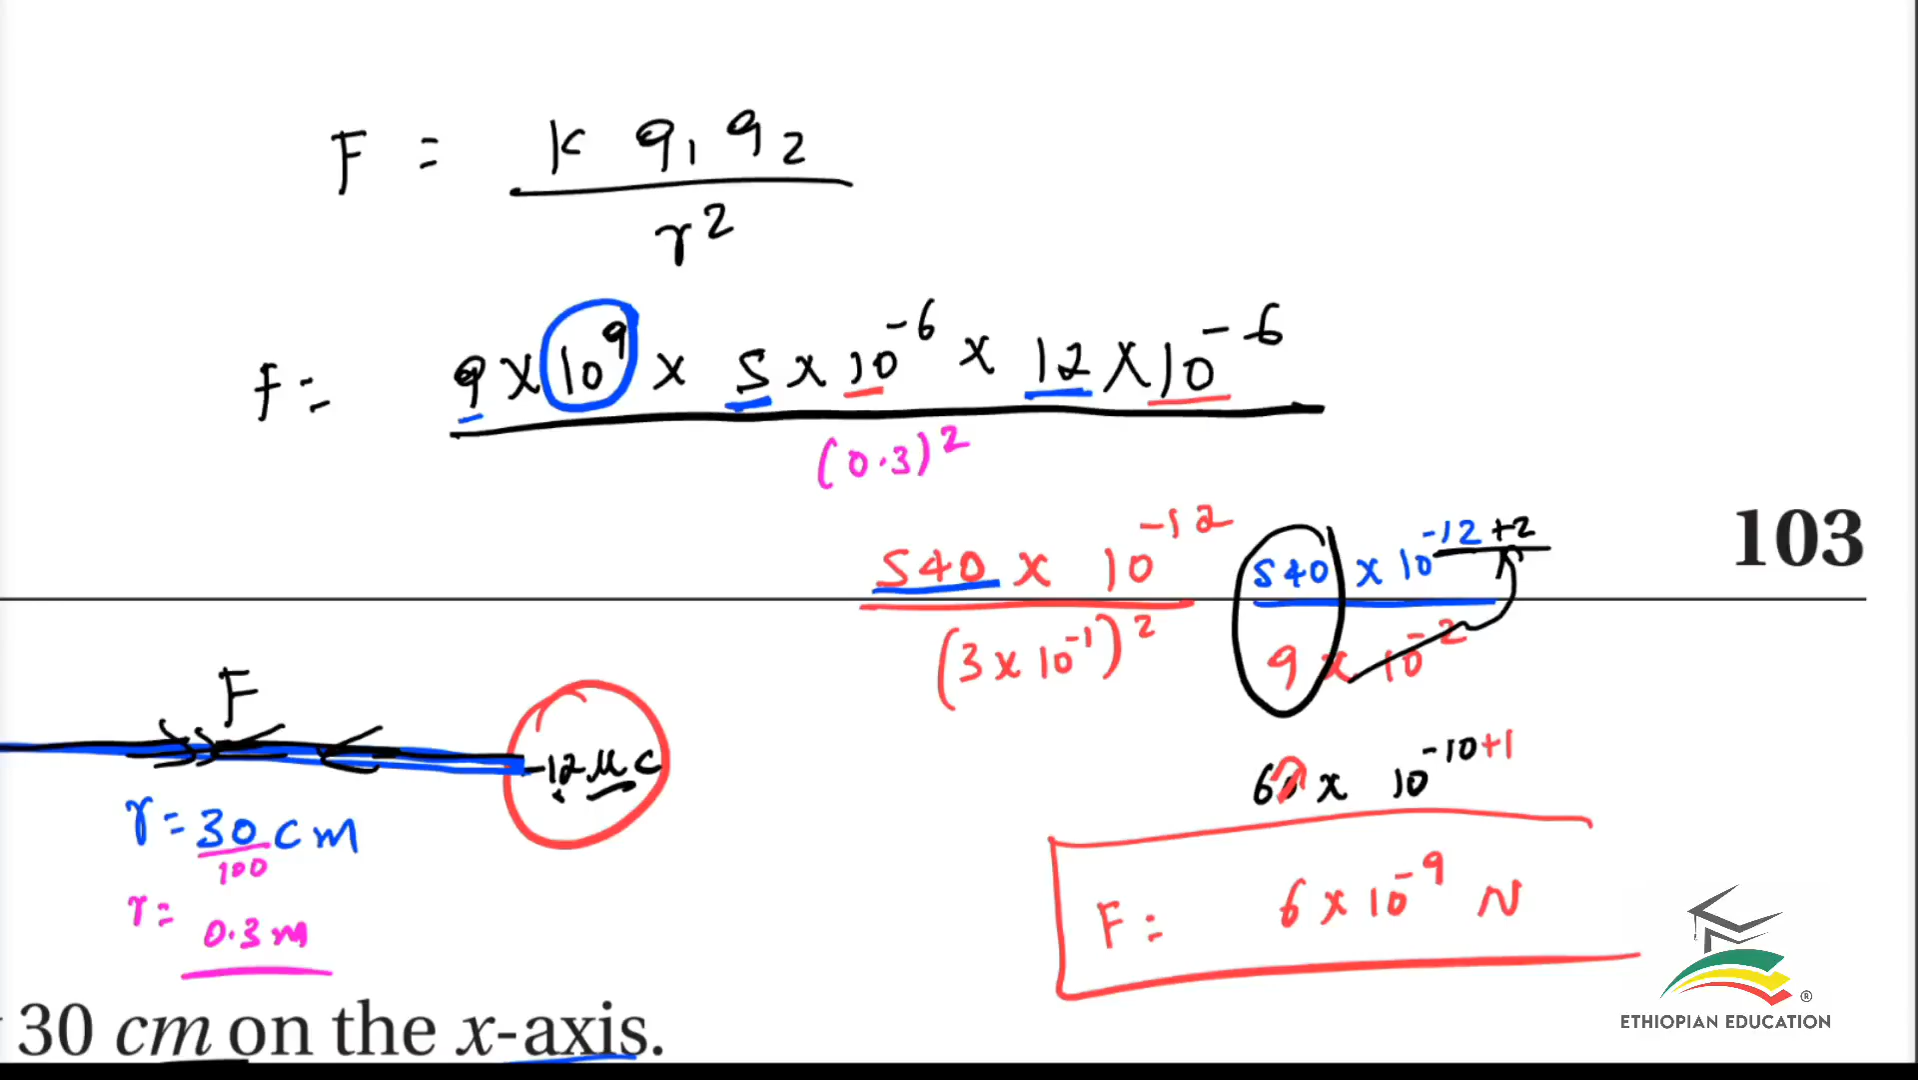 F = K q1 q2
r2
F = 9 x 10^9 x 5 x 10^-6 x 12 x 10^-6
(0.3)^2
540 x 10^-12
(3 x 10^-1)^2
540 x 10^-12+2
9 x 10^-2
103
F
-12 μc
r = 30 cm
100
r = 0.3 m
60 x 10^-10+1
F = 6 x 10^-9 N
30 cm on the x-axis.
®
ETHIOPIAN EDUCATION